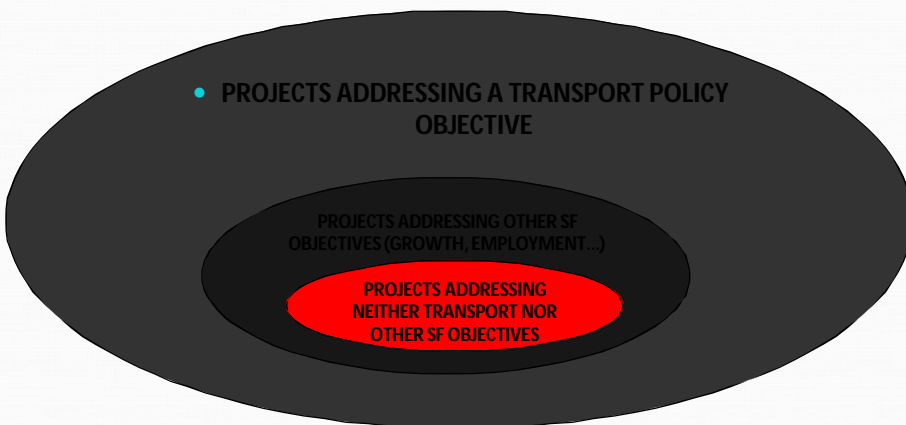 • PROJECTS ADDRESSING A TRANSPORT POLICY
OBJECTIVE
PROJECTS ADDRESSING OTHER SF
OBJECTIVES (GROWTH, EMPLOYMENT...)
PROJECTS ADDRESSING
NEITHER TRANSPORT NOR
OTHER SF OBJECTIVES